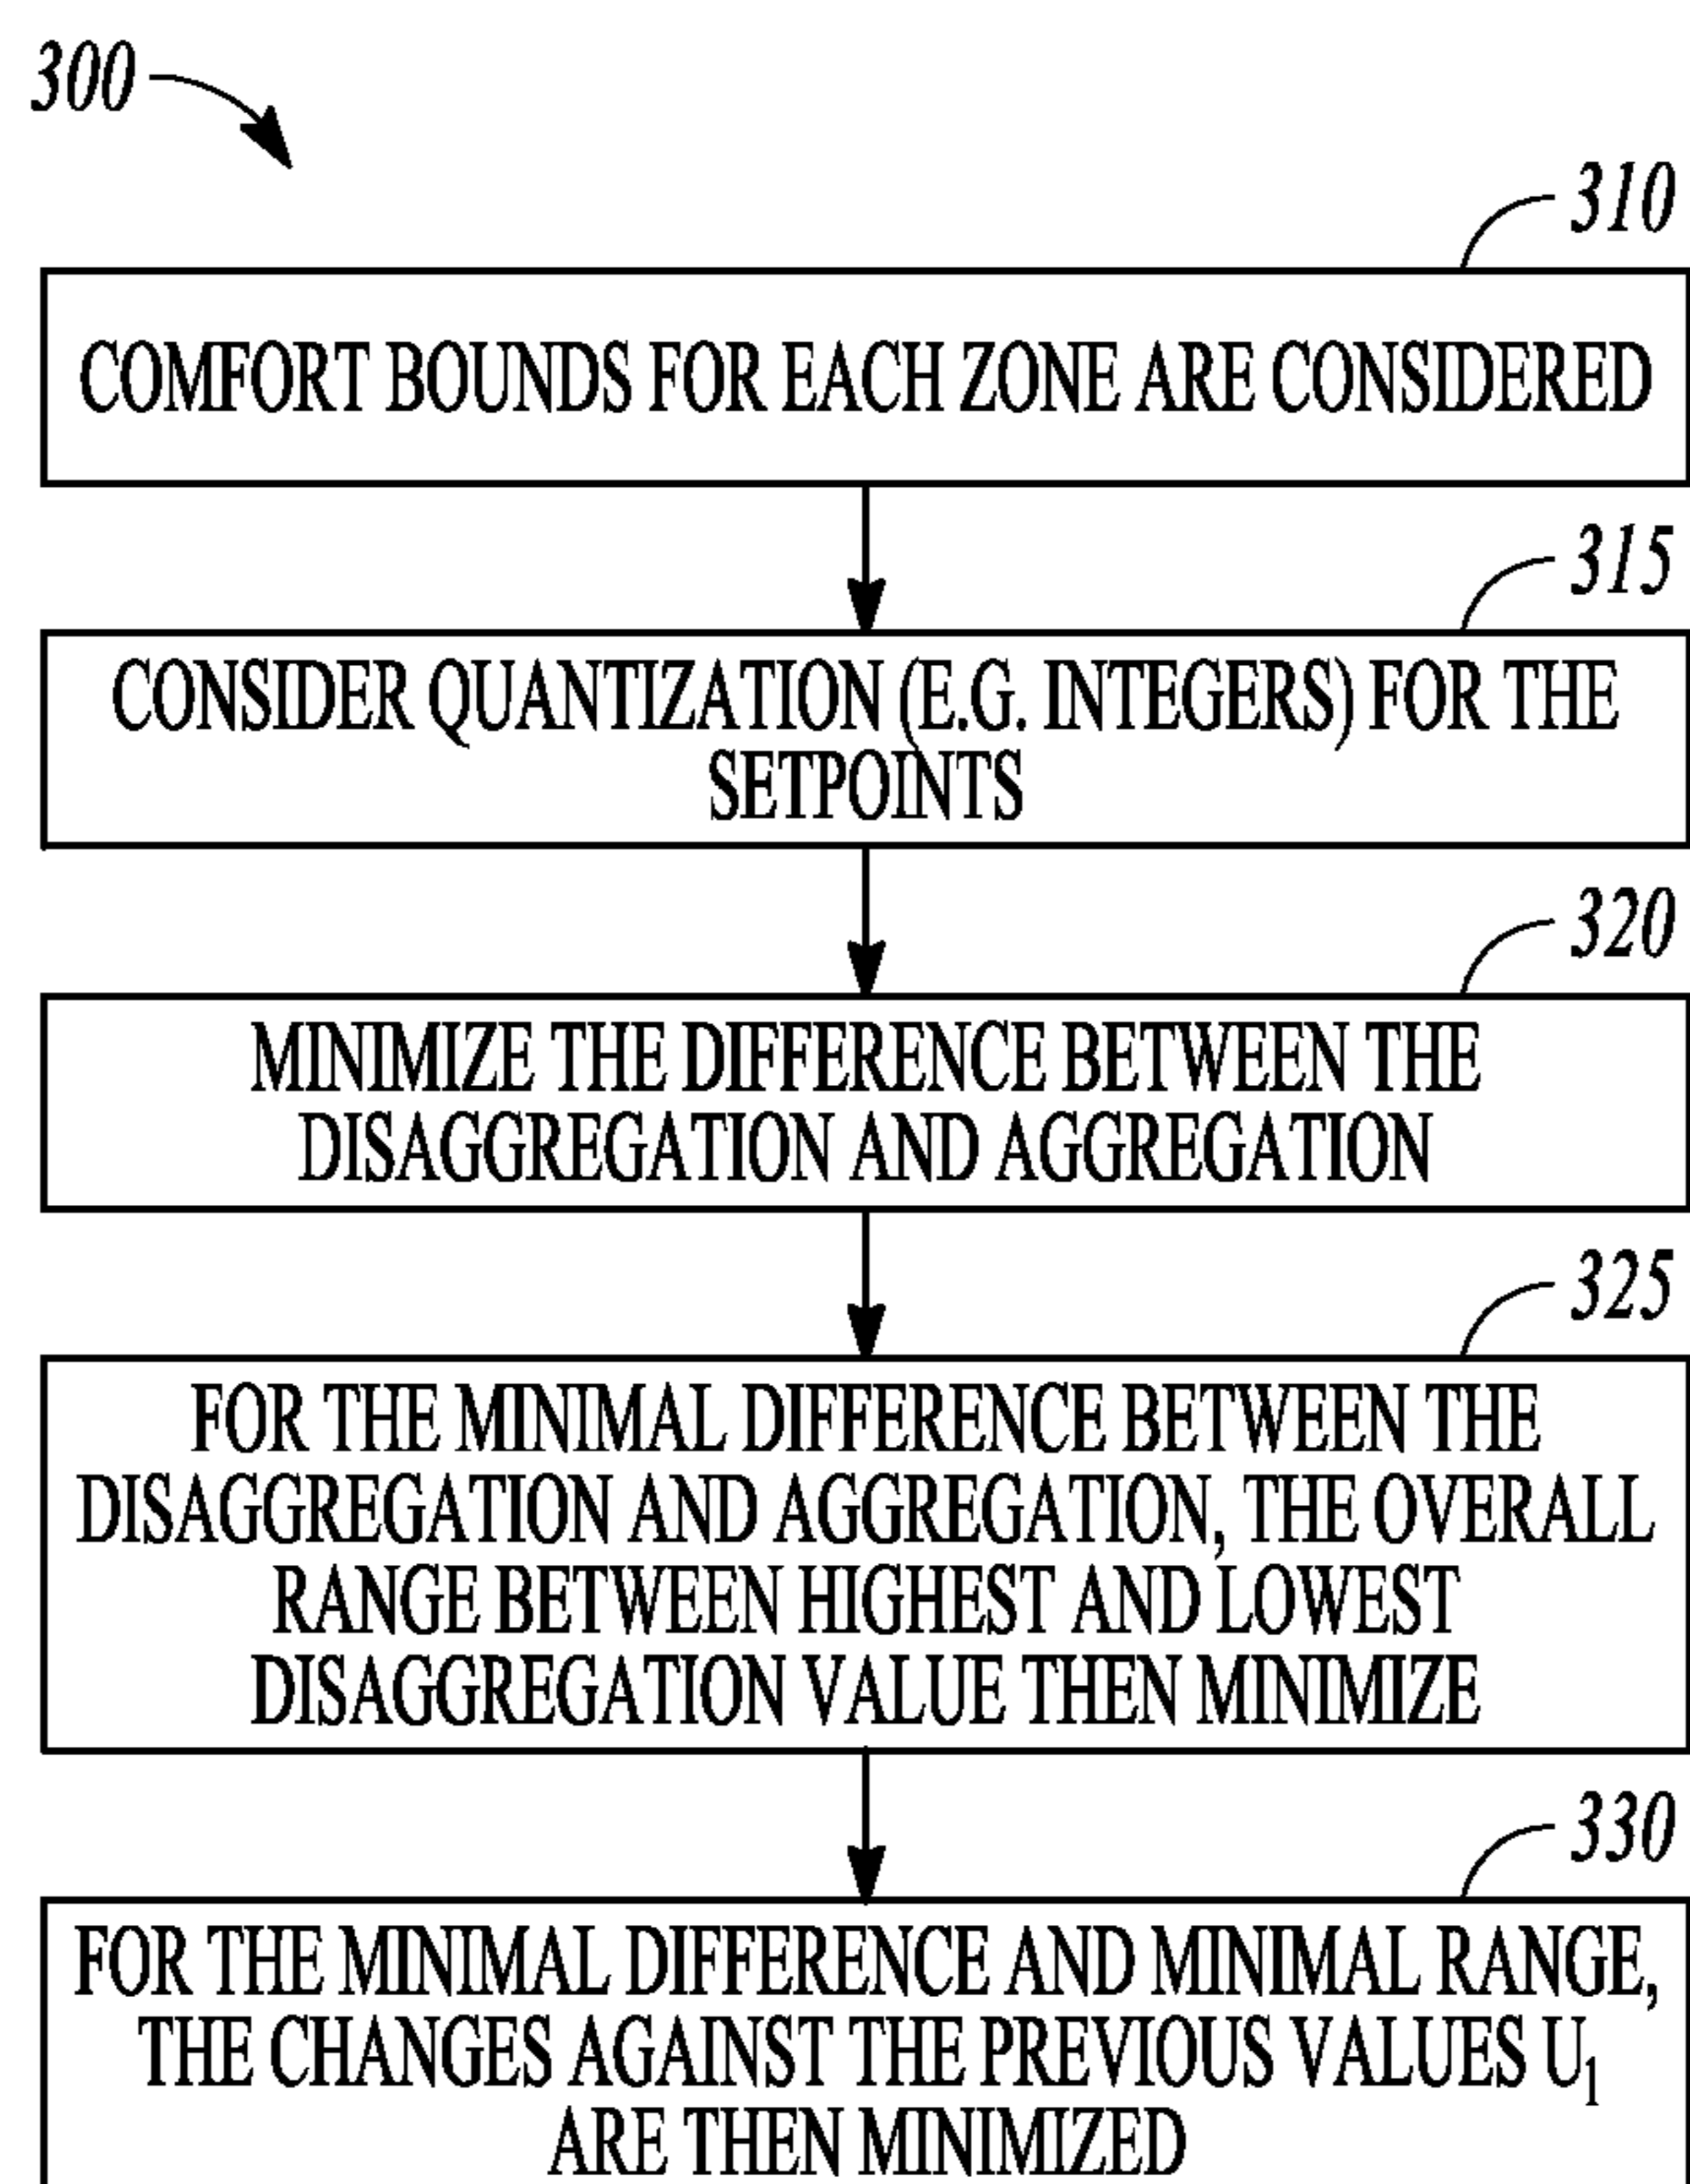 300
310
COMFORT BOUNDS FOR EACH ZONE ARE CONSIDERED
315
CONSIDER QUANTIZATION (E.G. INTEGERS) FOR THE
SETPOINTS
320
MINIMIZE THE DIFFERENCE BETWEEN THE
DISAGGREGATION AND AGGREGATION
325
FOR THE MINIMAL DIFFERENCE BETWEEN THE
DISAGGREGATION AND AGGREGATION, THE OVERALL
RANGE BETWEEN HIGHEST AND LOWEST
DISAGGREGATION VALUE THEN MINIMIZE
330
FOR THE MINIMAL DIFFERENCE AND MINIMAL RANGE,
THE CHANGES AGAINST THE PREVIOUS VALUES U₁
ARE THEN MINIMIZED